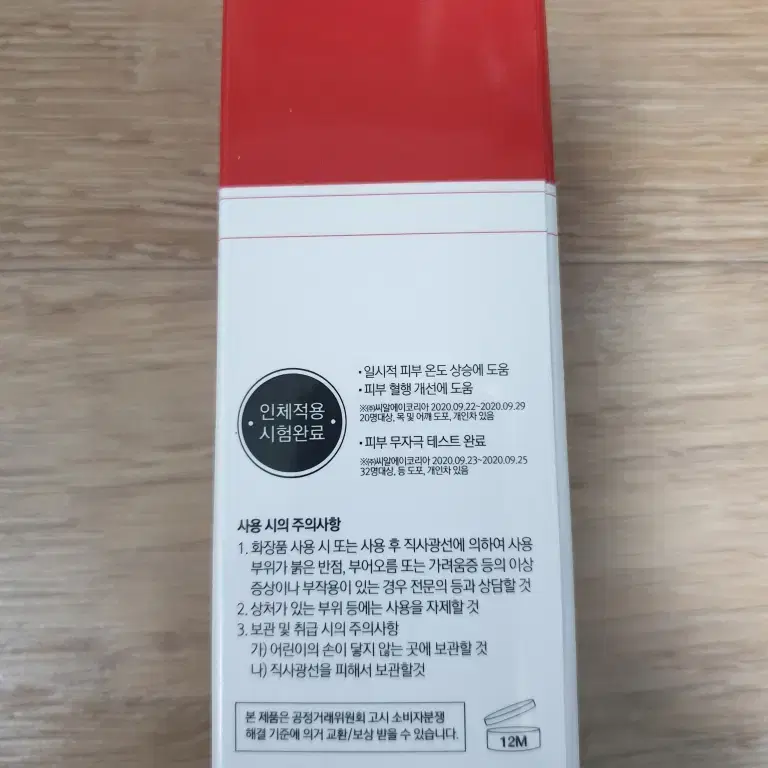 인체적용
시험완료
• 일시적 피부 온도 상승에 도움
• 피부 혈행 개선에 도움
※㈜씨알에이코리아 2020.09.22~2020.09.29
20명대상, 목 및 어깨 도포, 개인차 있음
• 피부 무자극 테스트 완료
※㈜씨알에이코리아 2020.09.23~2020.09.25
32명대상, 등 도포, 개인차 있음
사용 시의 주의사항
1. 화장품 사용 시 또는 사용 후 직사광선에 의하여 사용
부위가 붉은 반점, 부어오름 또는 가려움증 등의 이상
증상이나 부작용이 있는 경우 전문의 등과 상담할 것
2. 상처가 있는 부위 등에는 사용을 자제할 것
3. 보관 및 취급 시의 주의사항
가) 어린이의 손이 닿지 않는 곳에 보관할 것
나) 직사광선을 피해서 보관할것
본 제품은 공정거래위원회 고시 소비자분쟁
해결 기준에 의거 교환/보상 받을 수 있습니다.
12M